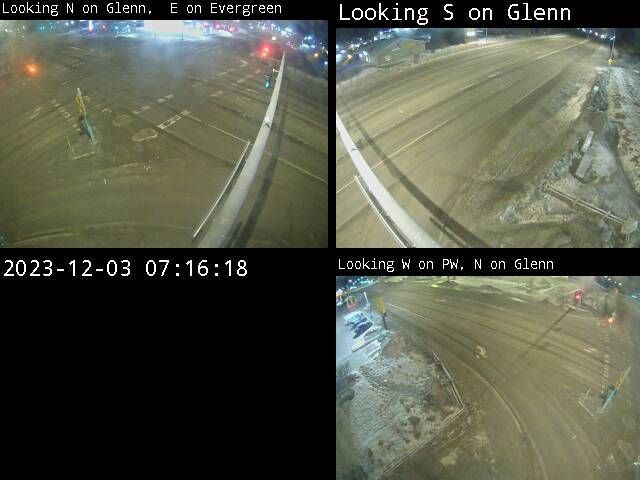 Looking N on Glenn,  E on Evergreen
Looking S on Glenn
2023-12-03 07:16:18
Looking W on PW, N on Glenn